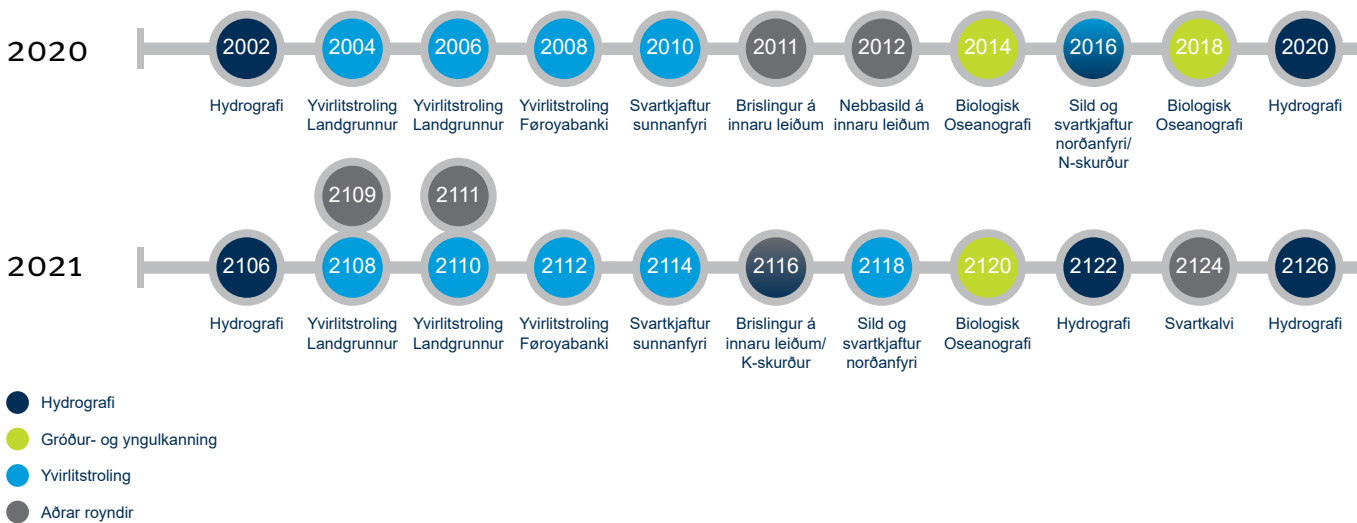 2020
2002
2004
2006
2008
2010
2011
2012
2014
2016
2018
2020
Hydrografi
Yvirlitstroling
Landgrunnur
Yvirlitstroling
Landgrunnur
Yvirlitstroling
Føroyabanki
Svartkjaftur
sunnanfyri
Brislingur á
innaru leiðum
Nebbasild á
innaru leiðum
Biologisk
Oseanografi
Sild og
svartkjaftur
norðanfyri/
N-skurður
Biologisk
Oseanografi
Hydrografi
2109
2111
2021
2106
2108
2110
2112
2114
2116
2118
2120
2122
2124
2126
Hydrografi
Yvirlitstroling
Landgrunnur
Yvirlitstroling
Landgrunnur
Yvirlitstroling
Føroyabanki
Svartkjaftur
sunnanfyri
Brislingur á
innaru leiðum/
K-skurður
Sild og
svartkjaftur
norðanfyri
Biologisk
Oseanografi
Hydrografi
Svartkalvi
Hydrografi
Hydrografi
Gróður- og yngulkanning
Yvirlitstroling
Aðrar royndir